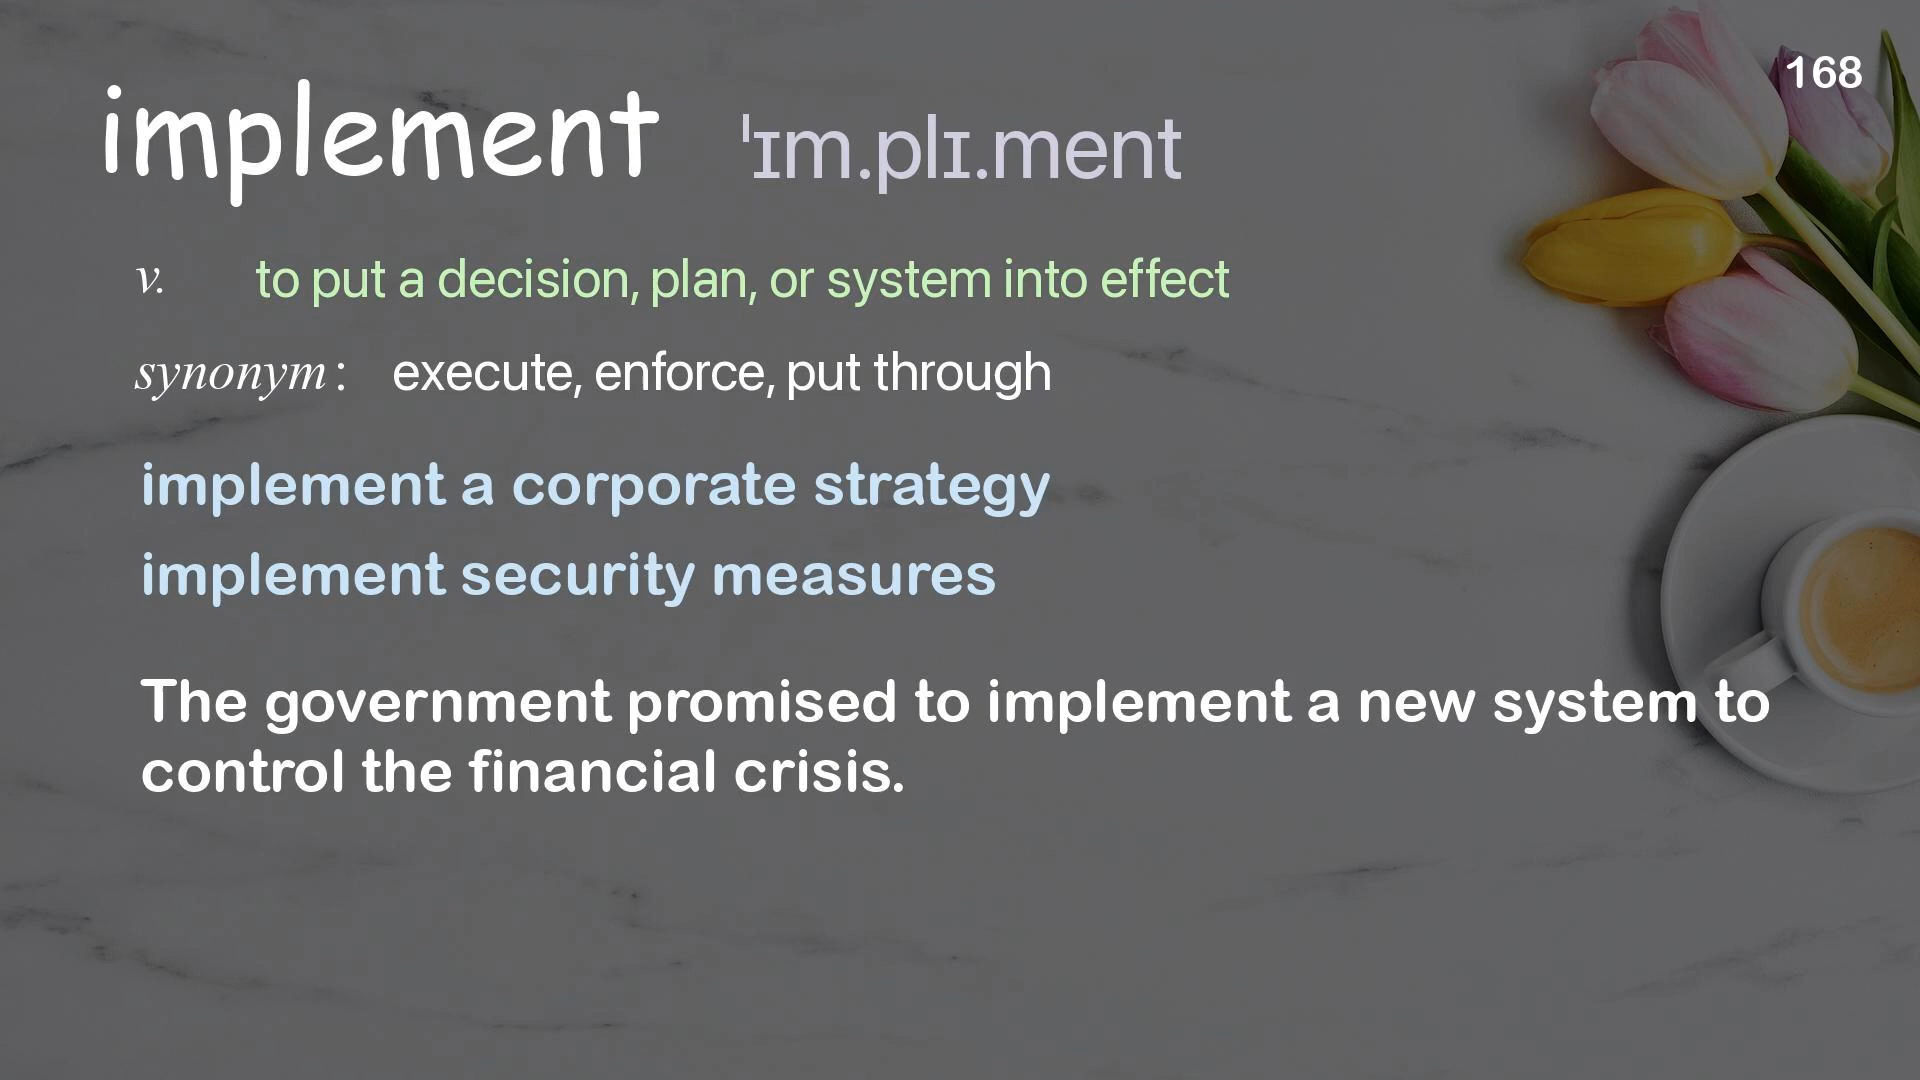 168
implement ˈɪm.plɪ.ment
v. to put a decision, plan, or system into effect
synonym : execute, enforce, put through
implement a corporate strategy
implement security measures
The government promised to implement a new system to
control the financial crisis.